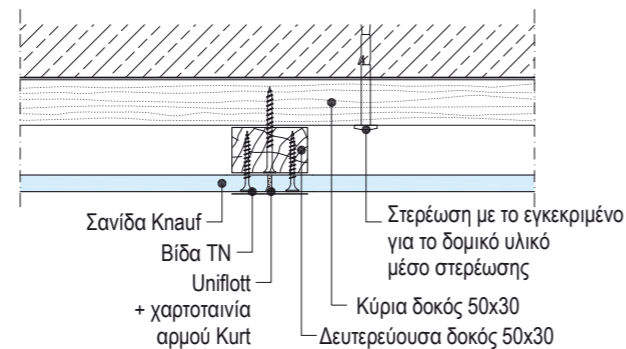 Σανίδα Knauf
Βίδα TN
Uniflott
+ χαρτοταινία
αρμού Kurt
Στερέωση με το εγκεκριμένο
για το δομικό υλικό
μέσο στερέωσης
Κύρια δοκός 50x30
Δευτερεύουσα δοκός 50x30